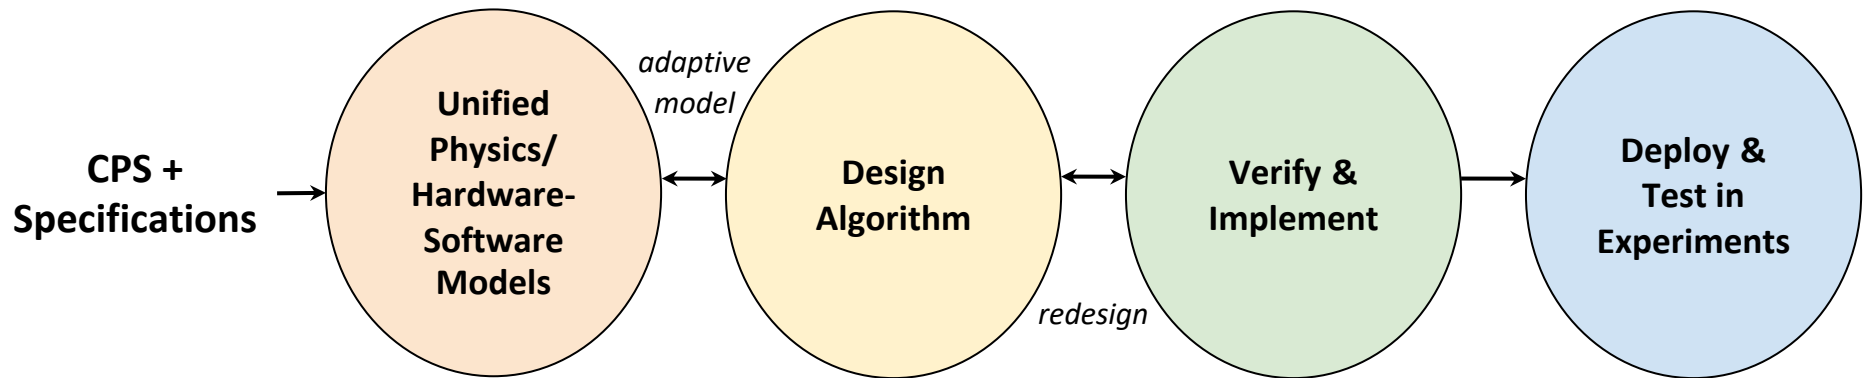 CPS +
Specifications
Unified
Physics/
Hardware-
Software
Models
adaptive
model
Design
Algorithm
redesign
Verify &
Implement
Deploy &
Test in
Experiments